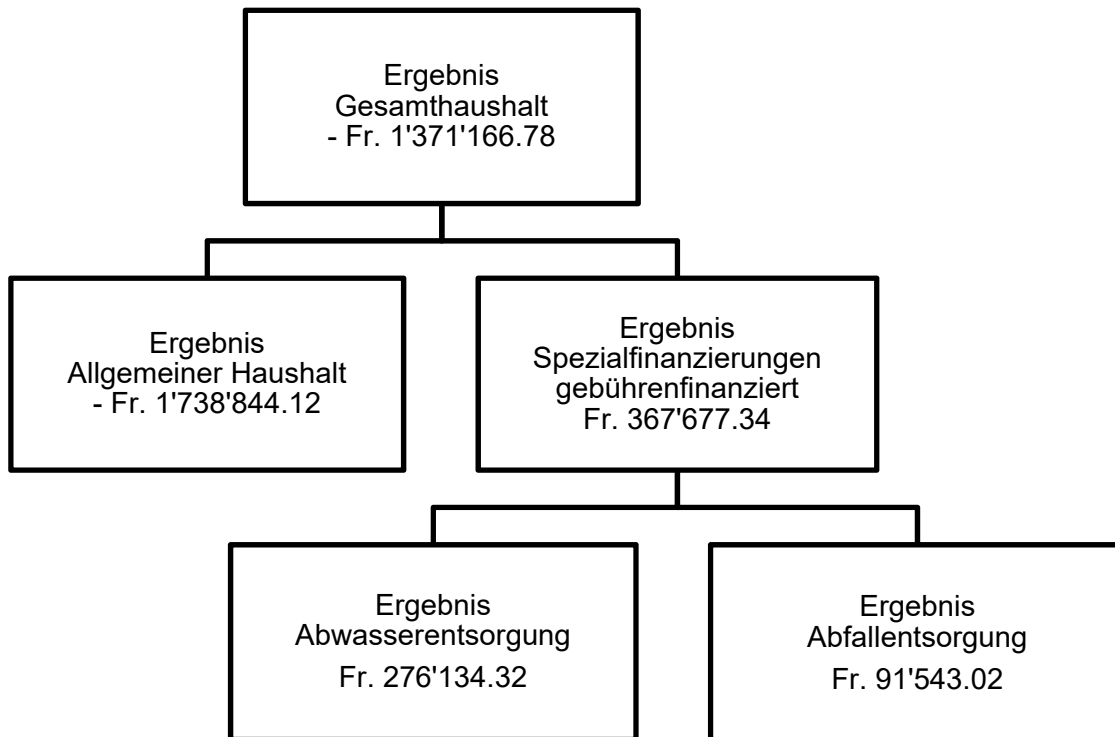 Ergebnis
Gesamthaushalt
- Fr. 1'371'166.78
Ergebnis
Allgemeiner Haushalt
- Fr. 1'738'844.12
Ergebnis
Spezialfinanzierungen
gebührenfinanziert
Fr. 367'677.34
Ergebnis
Abwasserentsorgung
Fr. 276'134.32
Ergebnis
Abfallentsorgung
Fr. 91'543.02